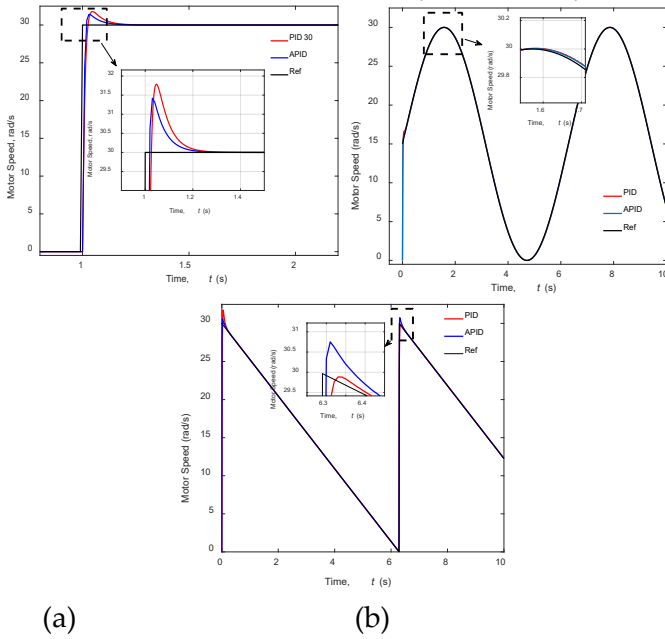 30
25
20
15
10
5
0
Motor Speed, rad/s
PID 30
APID
Ref
32
31.5
31
30.5
30
29.5
Motor Speed, rad/s
1
1.2
1.4
Time, t (s)
1
1.5
2
Time, t (s)
30
25
20
15
10
5
0
Motor Speed (rad/s)
30.2
30
29.8
Motor Speed (rad/s)
1.6
1.7
Time, t (s)
PID
APID
Ref
0
2
4
6
8
10
Time, t (s)
30
25
20
15
10
5
0
Motor Speed (rad/s)
31
30.5
30
29.5
Motor Speed (rad/s)
6.3
6.4
Time, t (s)
PID
APID
Ref
0
2
4
6
8
10
Time, t (s)
(a)
(b)